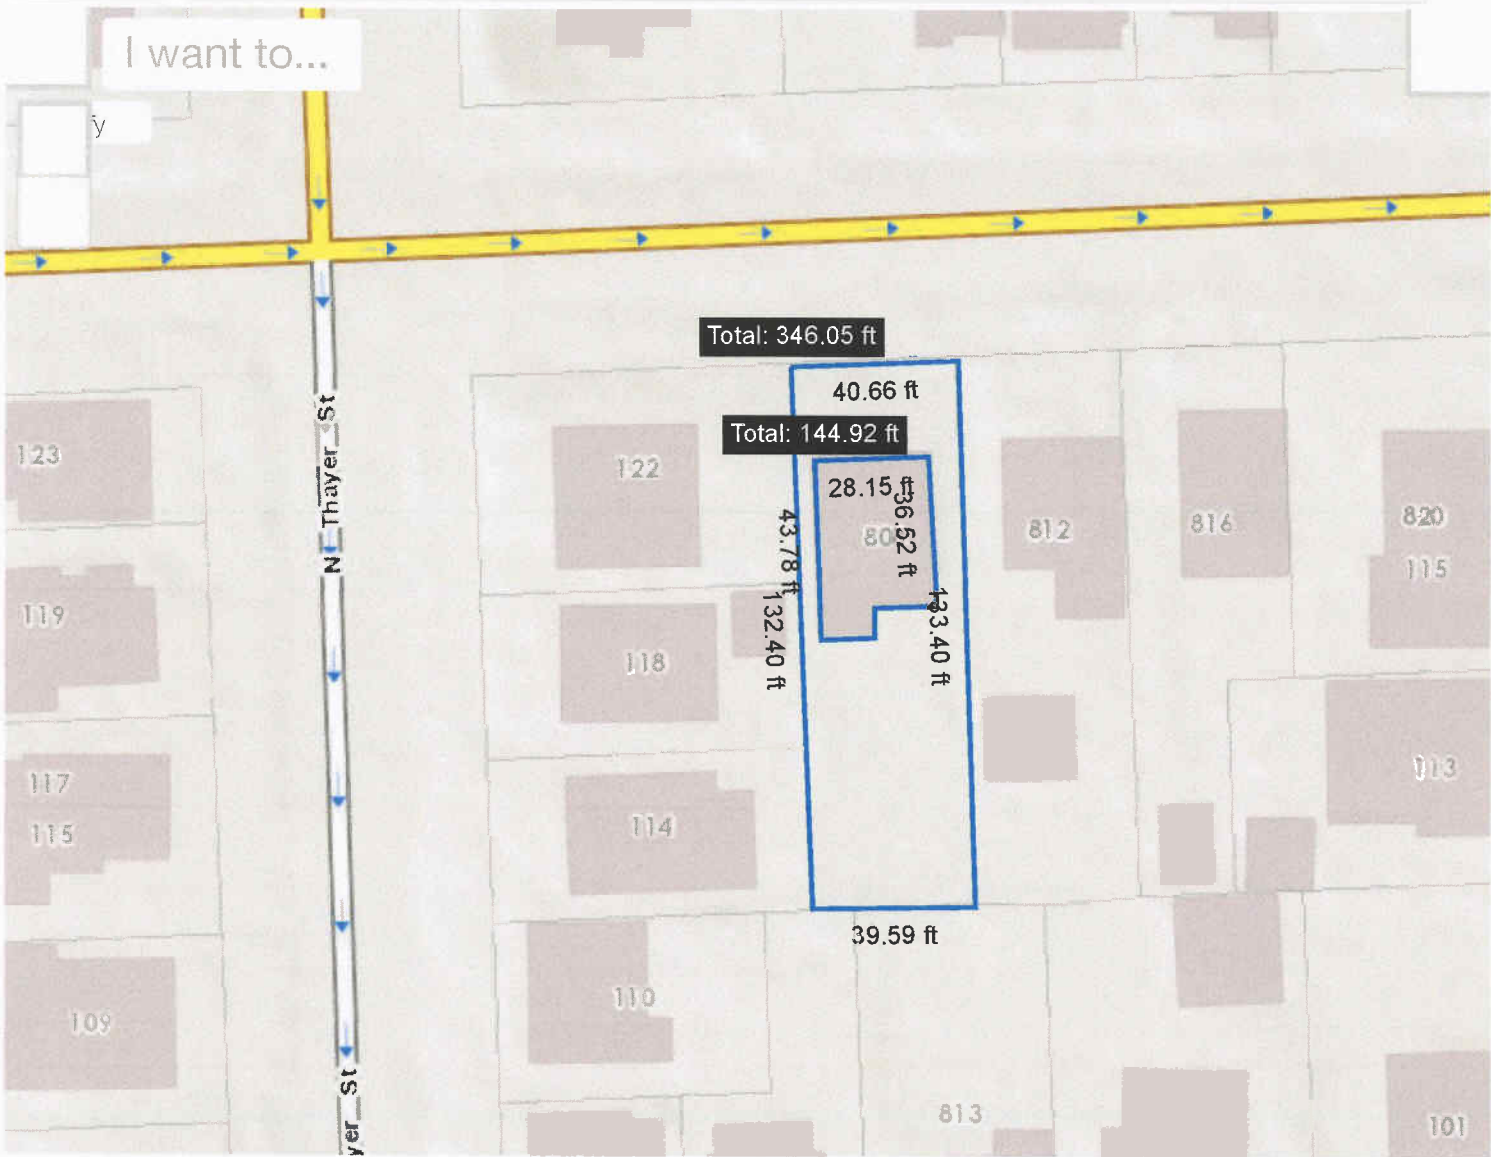 I want to...
fy
Total: 346.05 ft
40.66 ft
Total: 144.92 ft
28.15 ft
36.52 ft
43.78 ft
132.40 ft
133.40 ft
39.59 ft
N Thayer St
123
122
119
118
117
115
114
109
110
812
816
820
115
113
813
101
yer St